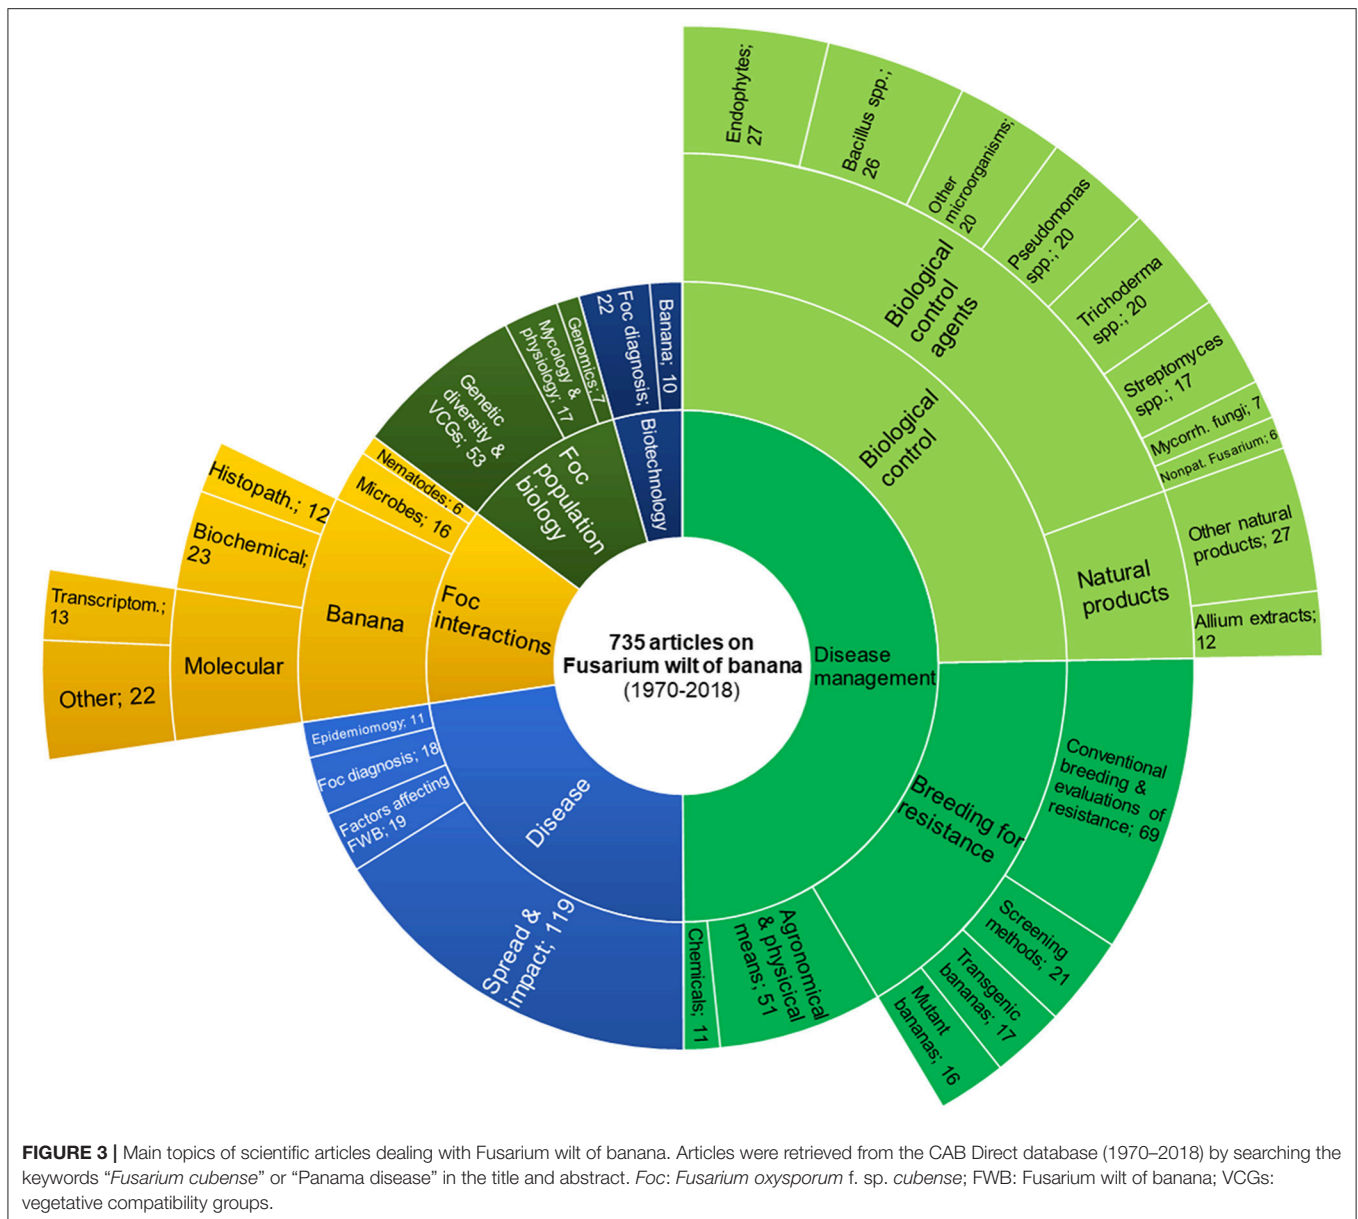 Endophytes;
27
Bacillus spp.;
26
Other
microorganisms;
20
Pseudomonas
spp.; 20
Trichoderma
spp.; 20
Streptomyces
spp.; 17
Mycorrh. fungi; 7
Nonpat. Fusarium; 6
Biological
control
agents
Biological
control
Natural
products
Other natural
products; 27
Allium extracts;
12
Disease
management
Breeding for
resistance
Conventional
breeding &
evaluations of
resistance; 69
Screening
methods; 21
Transgenic
bananas; 17
Mutant
bananas; 16
Agronomical
& physicical
means; 51
Chemicals; 11
Disease
Spread &
impact; 119
Factors affecting
FWB; 19
Foc diagnosis; 18
Epidemiomogy; 11
Foc
interactions
Banana
Molecular
Other; 22
Transcriptom.;
13
Biochemical;
23
Histopath.; 12
Microbes; 16
Nematodes; 6
Foc
population
biology
Genetic
diversity &
VCGs; 53
Mycology &
physiology; 17
Genomics; 7
Biotechnology
Foc diagnosis;
22
Banana; 10
735 articles on
Fusarium wilt of banana
(1970-2018)
FIGURE 3 | Main topics of scientific articles dealing with Fusarium wilt of banana. Articles were retrieved from the CAB Direct database (1970–2018) by searching the
keywords “Fusarium cubense” or “Panama disease” in the title and abstract. Foc: Fusarium oxysporum f. sp. cubense; FWB: Fusarium wilt of banana; VCGs:
vegetative compatibility groups.